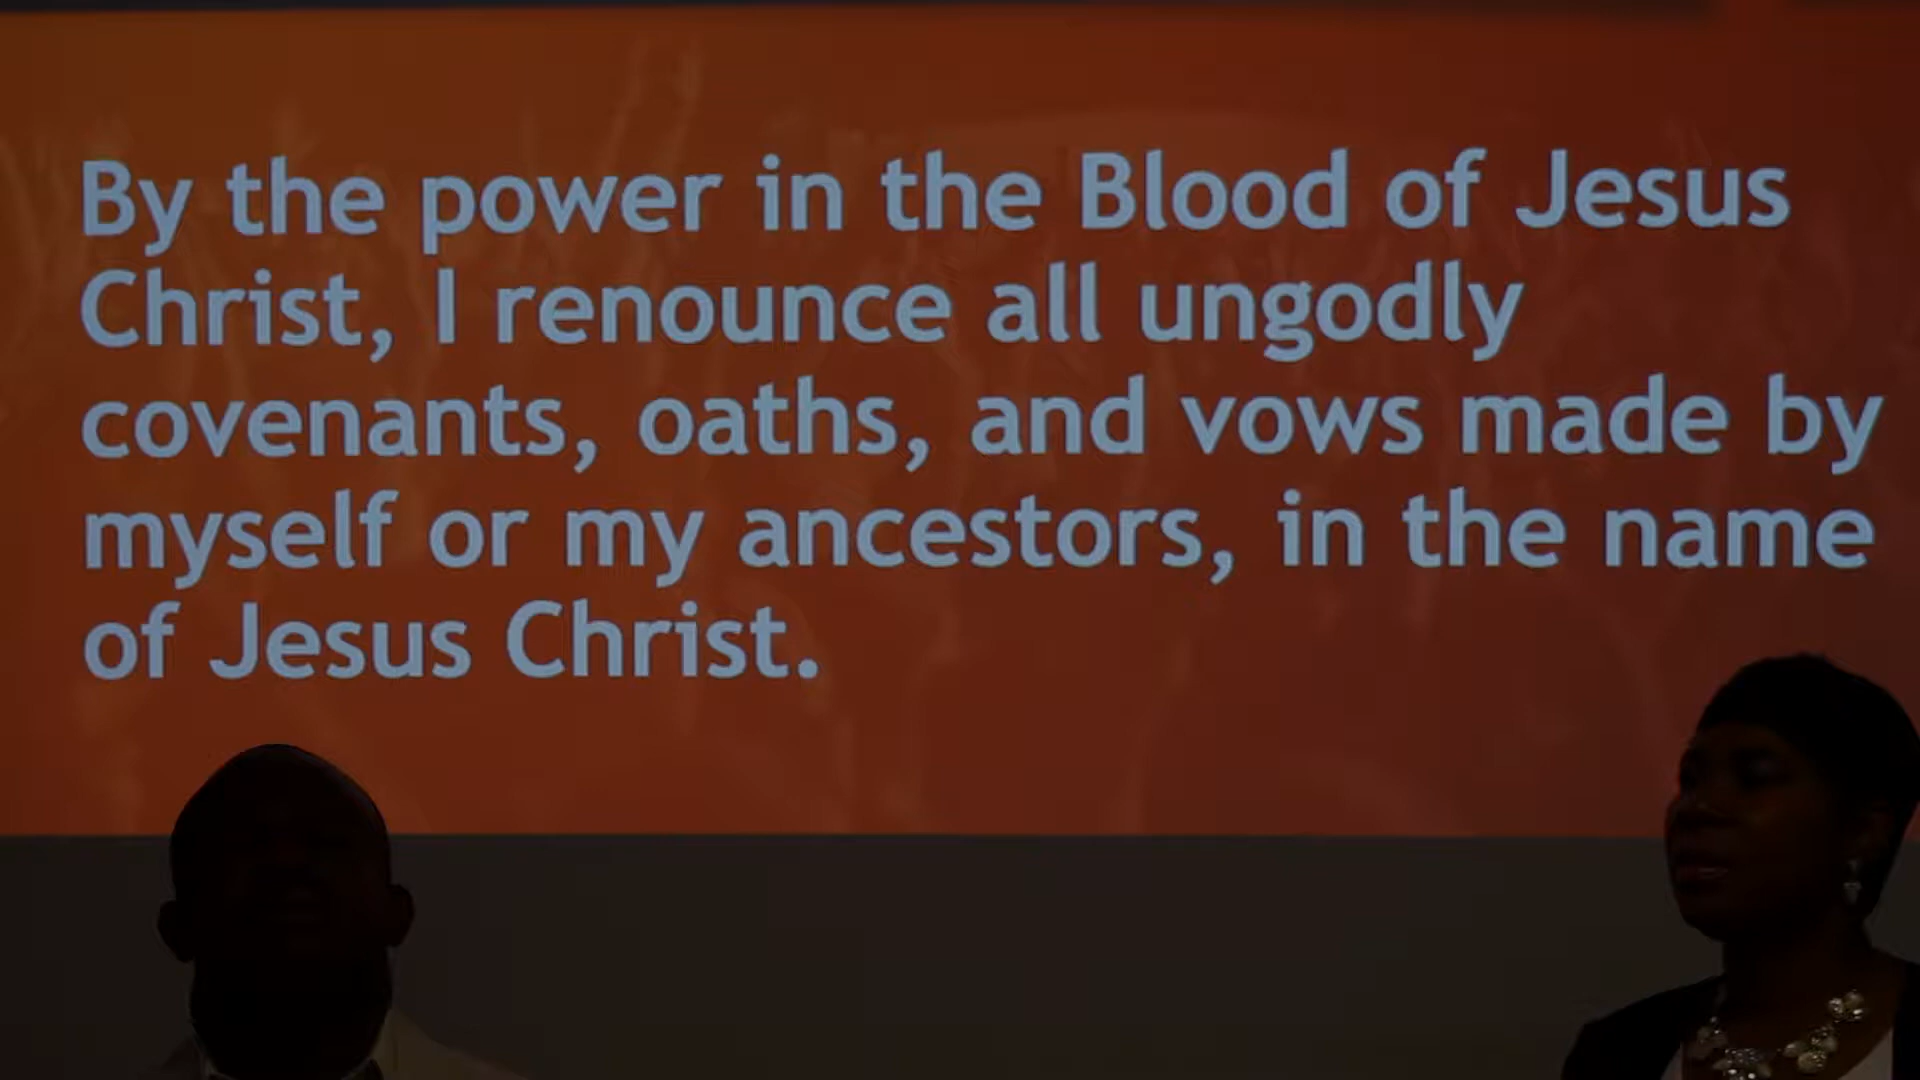 By the power in the Blood of Jesus
Christ, I renounce all ungodly
covenants, oaths, and vows made by
myself or my ancestors, in the name
of Jesus Christ.